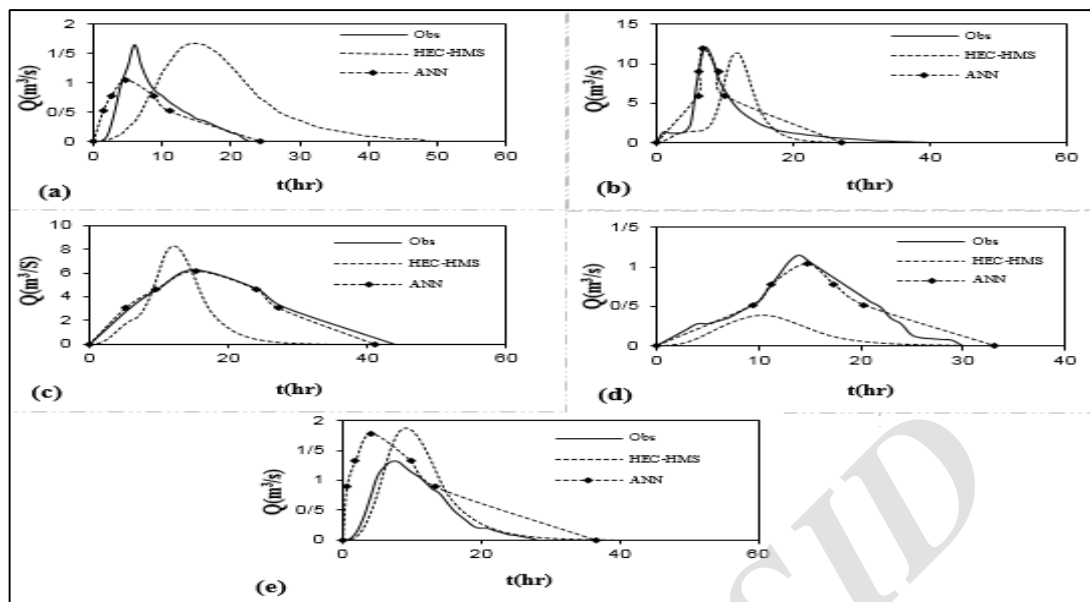 2
1/5
1
0/5
0
Q(m³/s)
Obs
HEC-HMS
ANN
0 10 20 30 40 50 60
t(hr)
(a)
15
10
5
0
Q(m³/s)
Obs
HEC-HMS
ANN
0 20 40 60
t(hr)
(b)
10
8
6
4
2
0
Q(m³/S)
Obs
HEC-HMS
ANN
0 20 40 60
t(hr)
(c)
1/5
1
0/5
0
Q(m³/s)
Obs
HEC-HMS
ANN
0 10 20 30 40
t(hr)
(d)
2
1/5
1
0/5
0
Q(m³/s)
Obs
HEC-HMS
ANN
0 20 40 60
t(hr)
(e)
SID